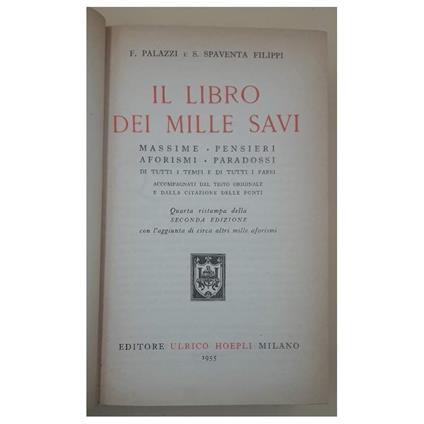 F. PALAZZI E S. SPAVENTA FILIPPI
IL LIBRO
DEI MILLE SAVI
MASSIME • PENSIERI
AFORISMI • PARADOSSI
DI TUTTI I TEMPI E DI TUTTI I PAESI
ACCOMPAGNATI DAL TESTO ORIGINALE
E DALLA CITAZIONE DELLE FONTI
Quarta ristampa della
SECONDA EDIZIONE
con l'aggiunta di circa altri mille aforismi
EDITORE ULRICO HOEPLI MILANO
1955